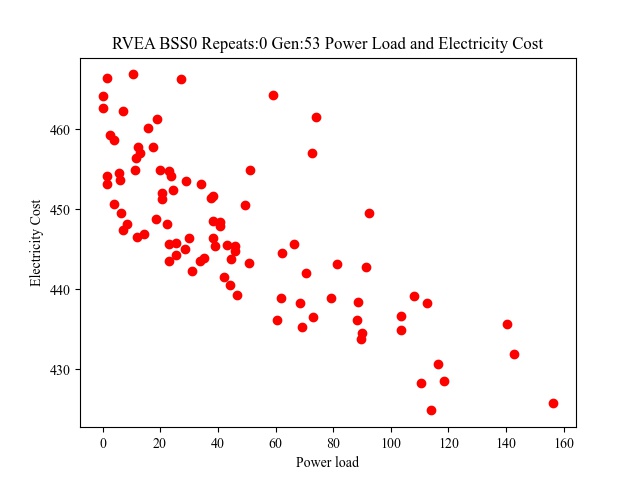 RVEA BSS0 Repeats:0 Gen:53 Power Load and Electricity Cost
460
450
440
430
Electricity Cost
0 20 40 60 80 100 120 140 160
Power load